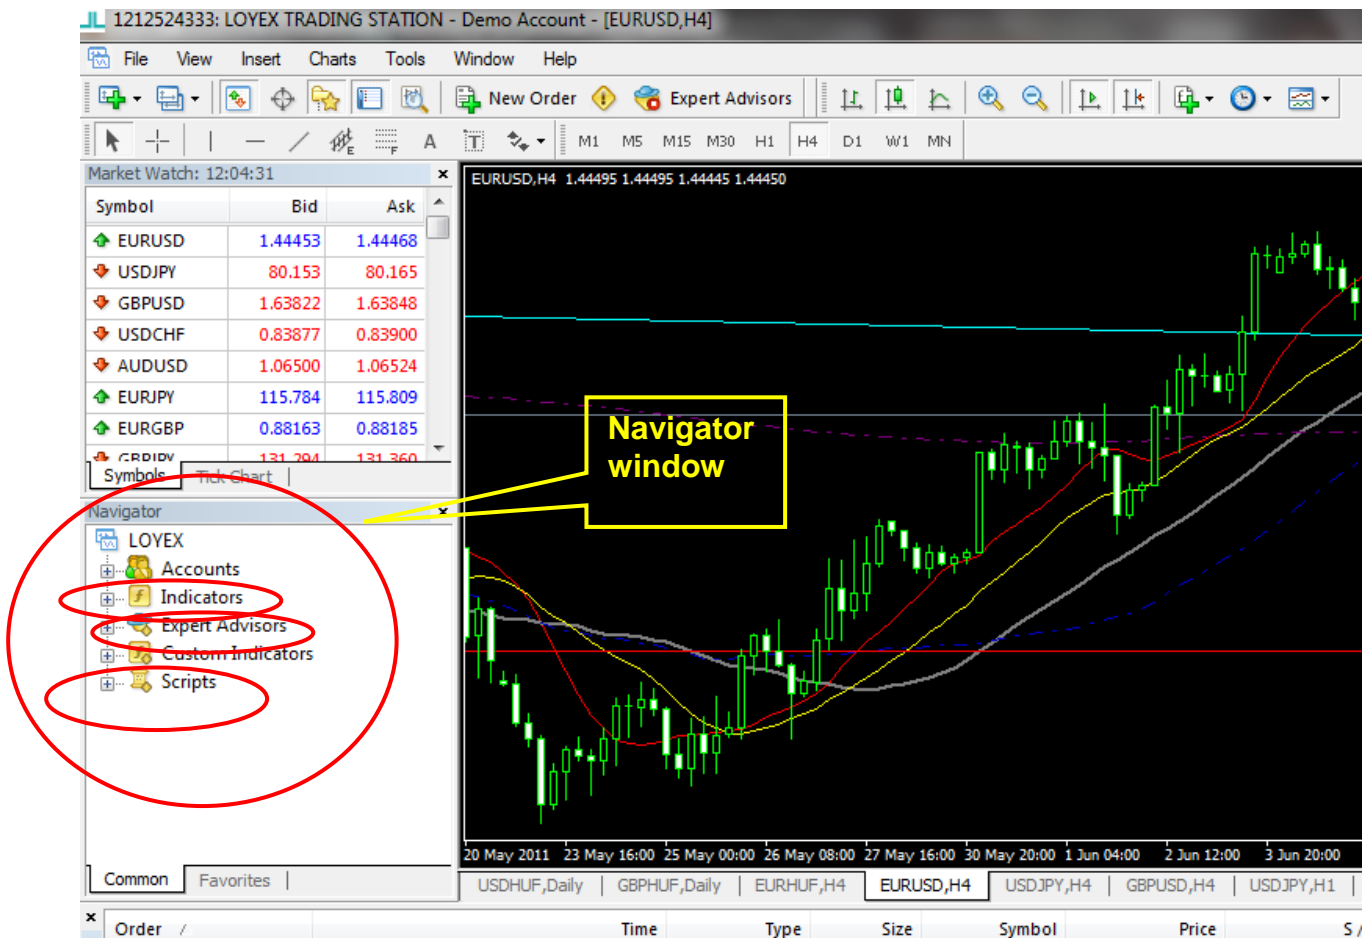 1212524333: LOYEX TRADING STATION - Demo Account - [EURUSD,H4]
File View Insert Charts Tools Window Help
New Order Expert Advisors
E F A T M1 M5 M15 M30 H1 H4 D1 W1 MN
Market Watch: 12:04:31
Symbol Bid Ask
EURUSD 1.44453 1.44468
USDJPY 80.153 80.165
GBPUSD 1.63822 1.63848
USDCHF 0.83877 0.83900
AUDUSD 1.06500 1.06524
EURJPY 115.784 115.809
EURGBP 0.88163 0.88185
GBPJPY 131.294 131.360
Symbols Tick Chart
Navigator
LOYEX
Accounts
Indicators
Expert Advisors
Custom Indicators
Scripts
Common Favorites
EURUSD,H4 1.44495 1.44495 1.44445 1.44450
Navigator
window
20 May 2011 23 May 16:00 25 May 00:00 26 May 08:00 27 May 16:00 30 May 20:00 1 Jun 04:00 2 Jun 12:00 3 Jun 20:00
USDHUF,Daily GBPHUF,Daily EURHUF,H4 EURUSD,H4 USDJPY,H4 GBPUSD,H4 USDJPY,H1
Order / Time Type Size Symbol Price S /